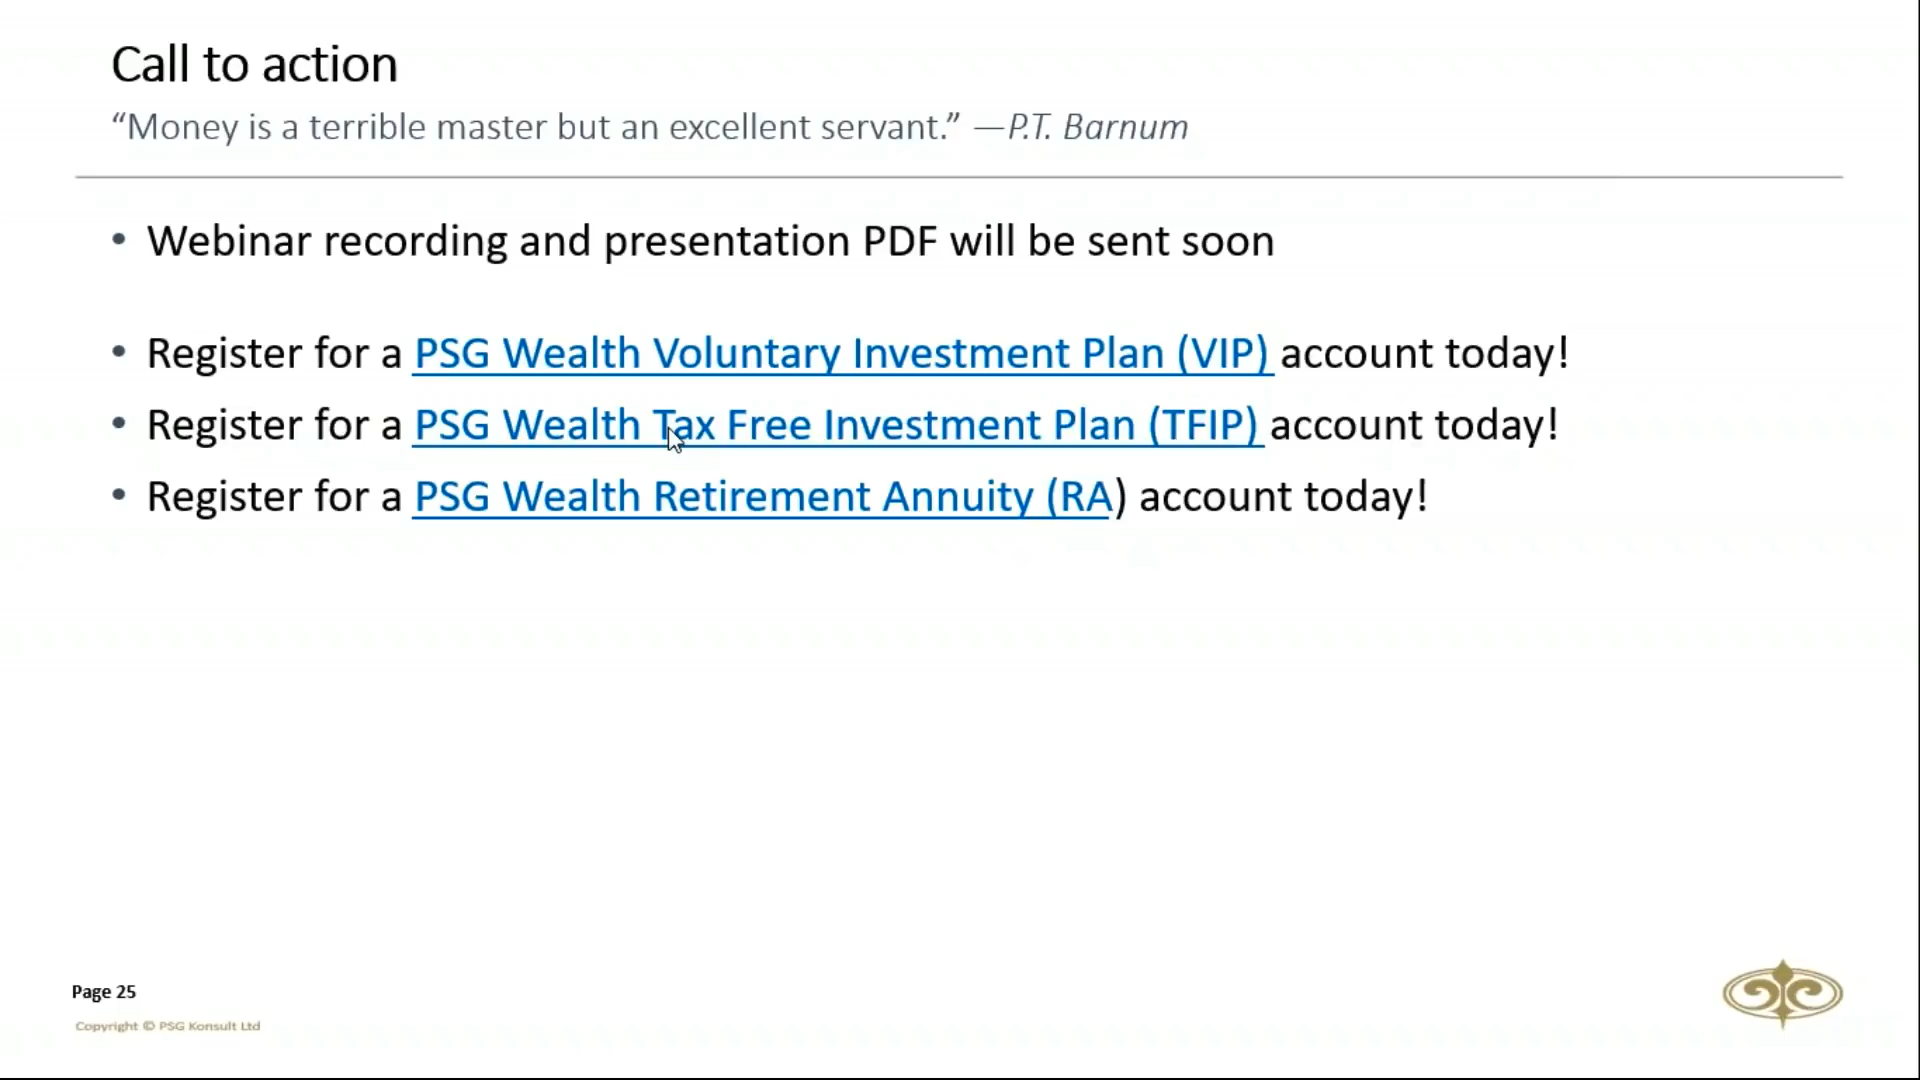 Call to action
“Money is a terrible master but an excellent servant.” —P.T. Barnum
• Webinar recording and presentation PDF will be sent soon
• Register for a PSG Wealth Voluntary Investment Plan (VIP) account today!
• Register for a PSG Wealth Tax Free Investment Plan (TFIP) account today!
• Register for a PSG Wealth Retirement Annuity (RA) account today!
Page 25
Copyright © PSG Konsult Ltd